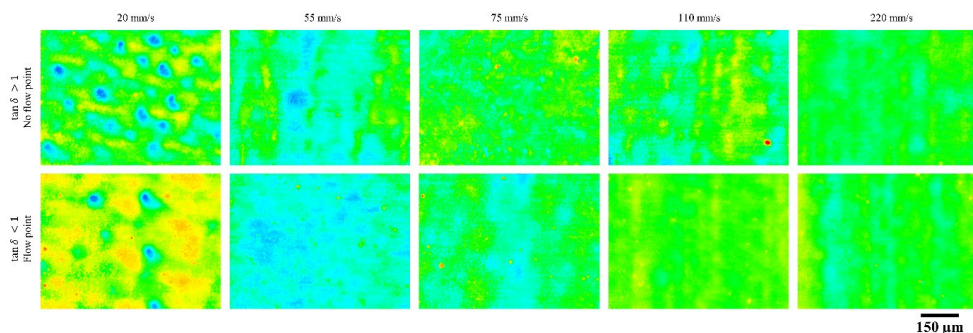 20 mm/s
55 mm/s
75 mm/s
110 mm/s
220 mm/s
tan δ > 1
No flow point
tan δ < 1
Flow point
150 μm